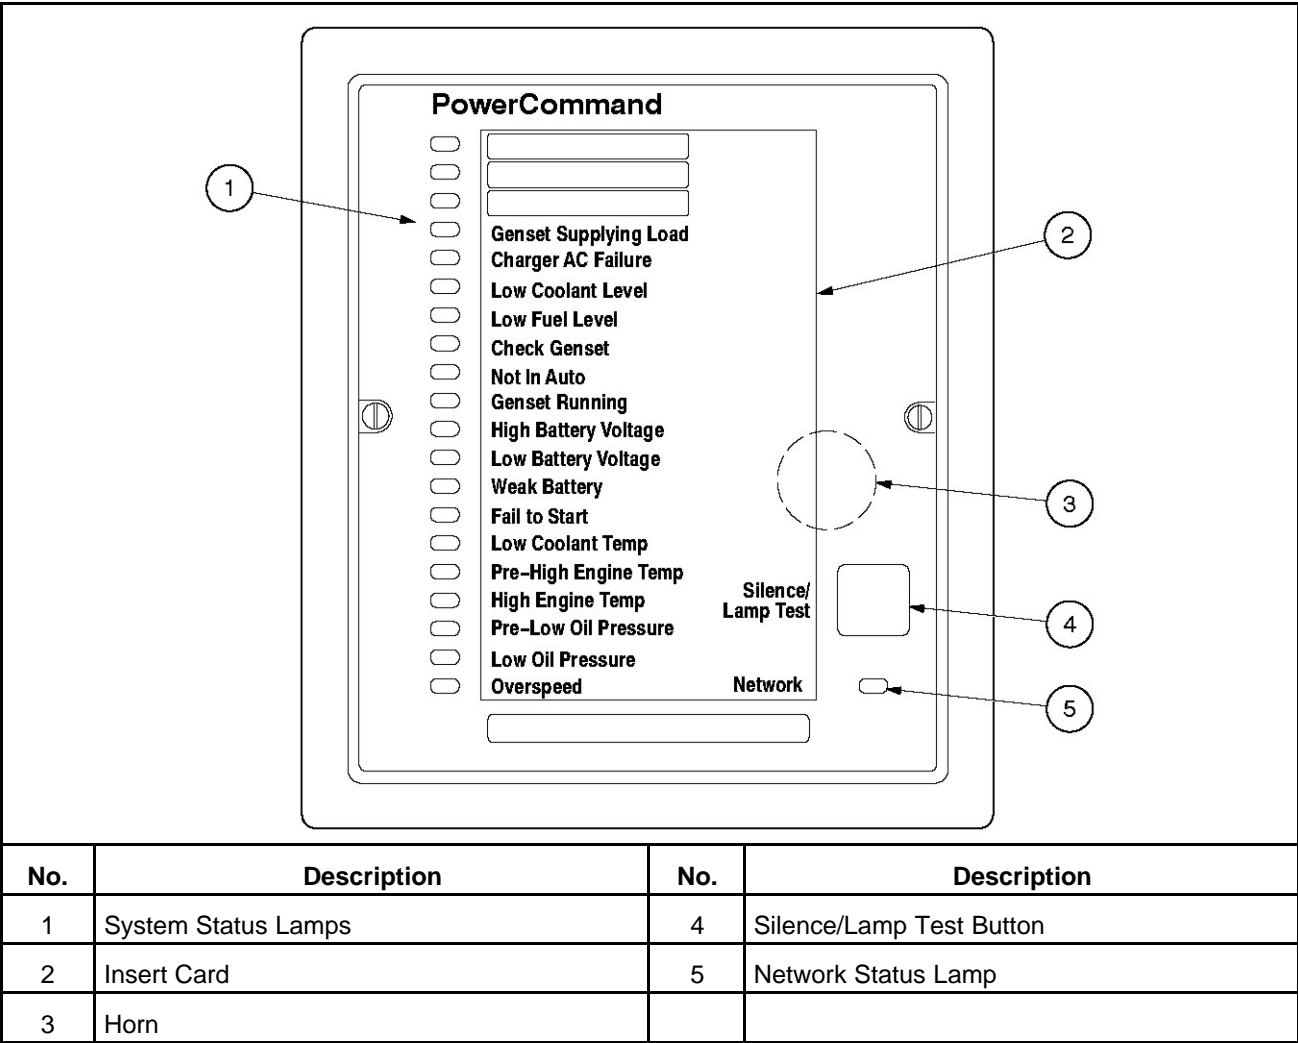 PowerCommand
1
Genset Supplying Load
2
Charger AC Failure
Low Coolant Level
Low Fuel Level
Check Genset
Not In Auto
Genset Running
High Battery Voltage
Low Battery Voltage
Weak Battery
3
Fail to Start
Low Coolant Temp
Pre-High Engine Temp
High Engine Temp
Silence/
Lamp Test
4
Pre-Low Oil Pressure
Low Oil Pressure
Overspeed
Network
5
No. Description No. Description
1 System Status Lamps 4 Silence/Lamp Test Button
2 Insert Card 5 Network Status Lamp
3 Horn